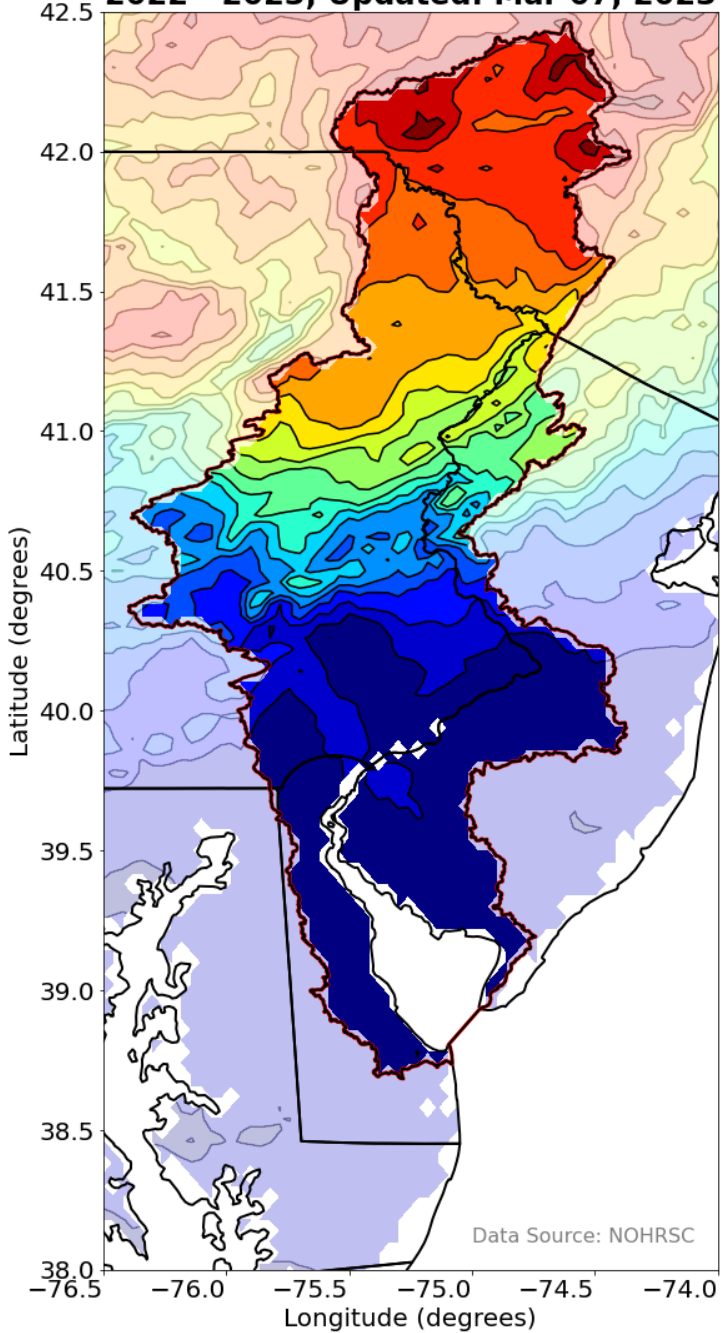 2022 - 2023, Updated: Mar 07, 2023
42.5
42.0
41.5
41.0
40.5
40.0
39.5
39.0
38.5
38.0
Latitude (degrees)
Data Source: NOHRSC
−76.5 −76.0 −75.5 −75.0 −74.5 −74.0
Longitude (degrees)